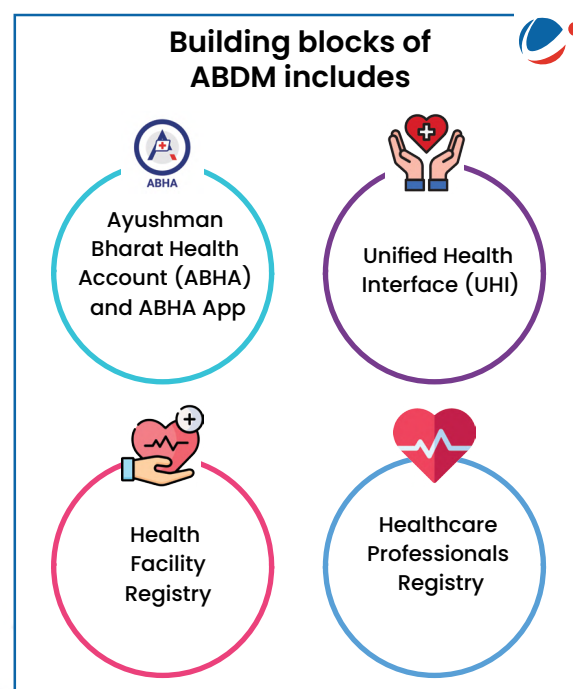 Building blocks of
ABDM includes
ABHA
Ayushman
Bharat Health
Account (ABHA)
and ABHA App
Unified Health
Interface (UHI)
Health
Facility
Registry
Healthcare
Professionals
Registry